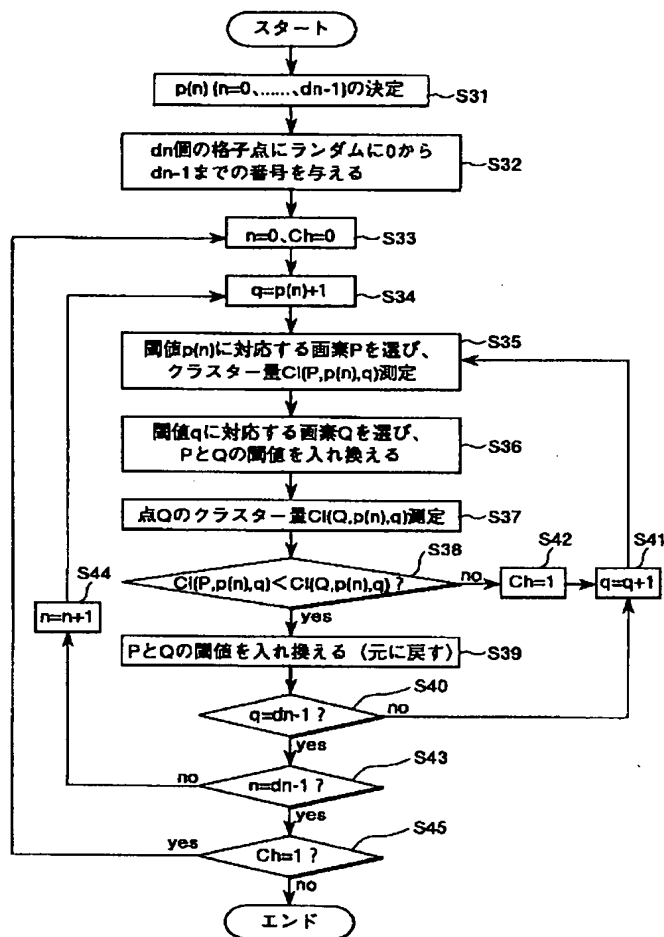 スタート
p(n) {n=0、……、dn-1}の決定
S31
dn個の格子点にランダムに0から
dn-1までの番号を与える
S32
n=0、Ch=0
S33
q=p(n)+1
S34
閾値p(n)に対応する画素Pを選び、
クラスター量Cl(P,p(n),q)測定
S35
閾値qに対応する画素Qを選び、
PとQの閾値を入れ換える
S36
点Qのクラスター量Cl(Q,p(n),q)測定
S37
Cl(P,p(n),q)<Cl(Q,p(n),q) ?
S38
no
yes
Ch=1
S42
q=q+1
S41
n=n+1
S44
PとQの閾値を入れ換える (元に戻す)
S39
q=dn-1 ?
S40
no
yes
n=dn-1 ?
S43
no
yes
Ch=1 ?
S45
yes
no
エンド